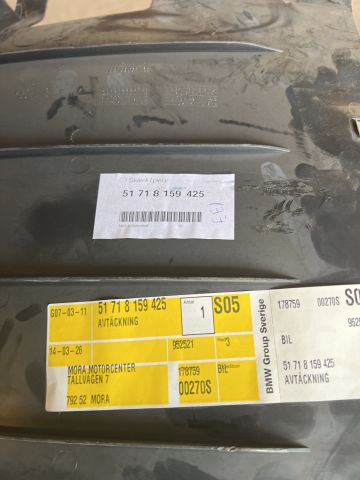 51 71 8 159 425
G07-03-11
51 71 8 159 425
AVTÄCKNING
Antal
1
S05
14-03-26
952521
3
MORA MOTORCENTER
TALLVÄGEN 7
792 52 MORA
178759
00270S
BIL
BMW Group Sverige
178759
00270S
BIL
51 71 8 159 425
AVTÄCKNING